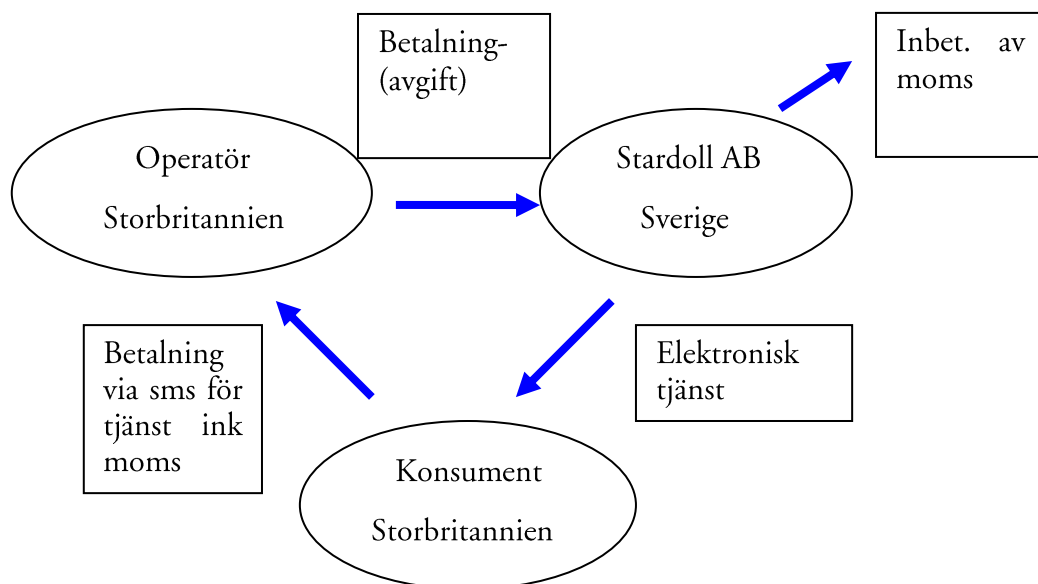 Betalning-
(avgift)
Inbet. av
moms
Operatör
Storbritannien
Stardoll AB
Sverige
Betalning
via sms för
tjänst ink
moms
Elektronisk
tjänst
Konsument
Storbritannien